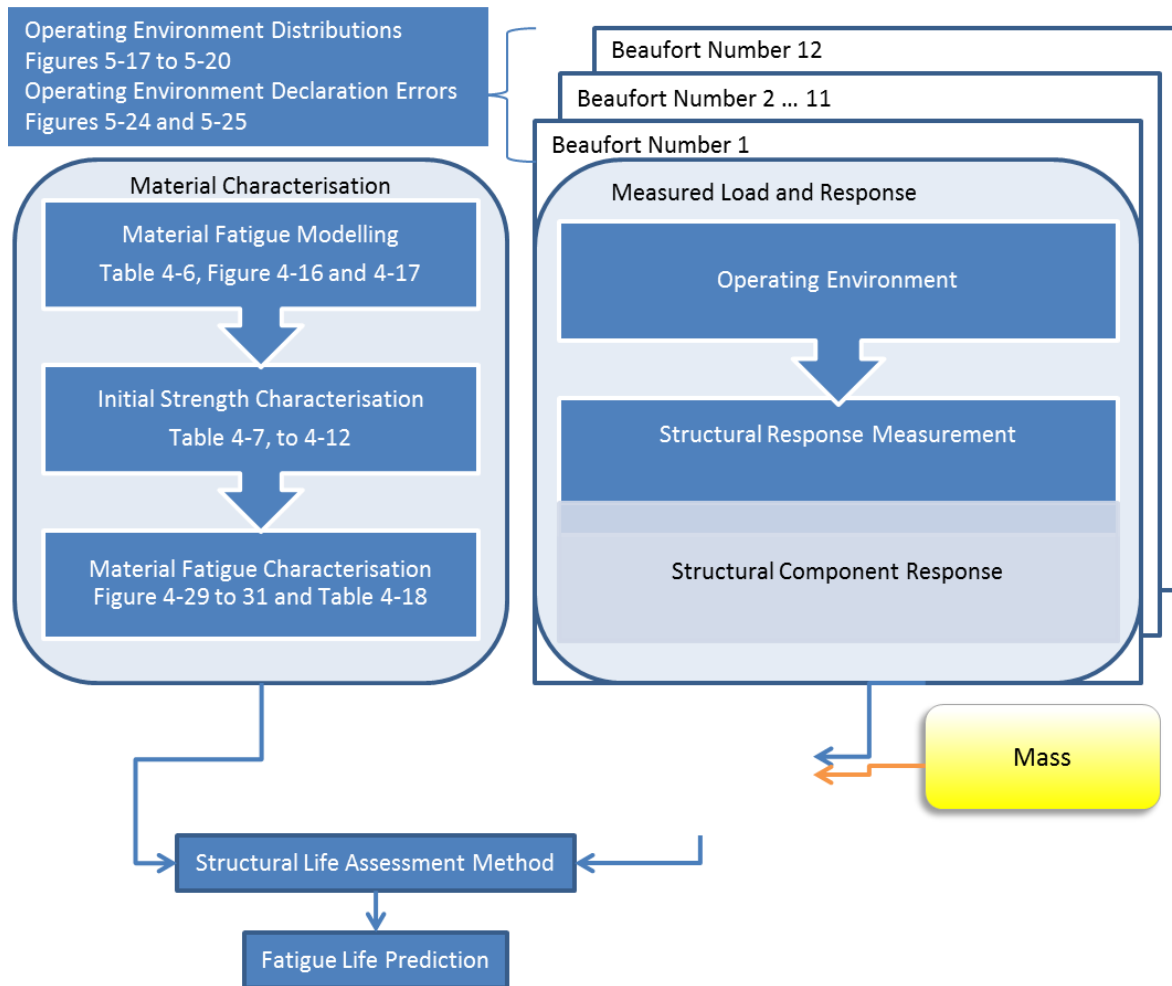 Operating Environment Distributions
Figures 5-17 to 5-20
Operating Environment Declaration Errors
Figures 5-24 and 5-25
Beaufort Number 12
Beaufort Number 2 ... 11
Beaufort Number 1
Material Characterisation
Material Fatigue Modelling
Table 4-6, Figure 4-16 and 4-17
Initial Strength Characterisation
Table 4-7, to 4-12
Material Fatigue Characterisation
Figure 4-29 to 31 and Table 4-18
Measured Load and Response
Operating Environment
Structural Response Measurement
Structural Component Response
Mass
Structural Life Assessment Method
Fatigue Life Prediction